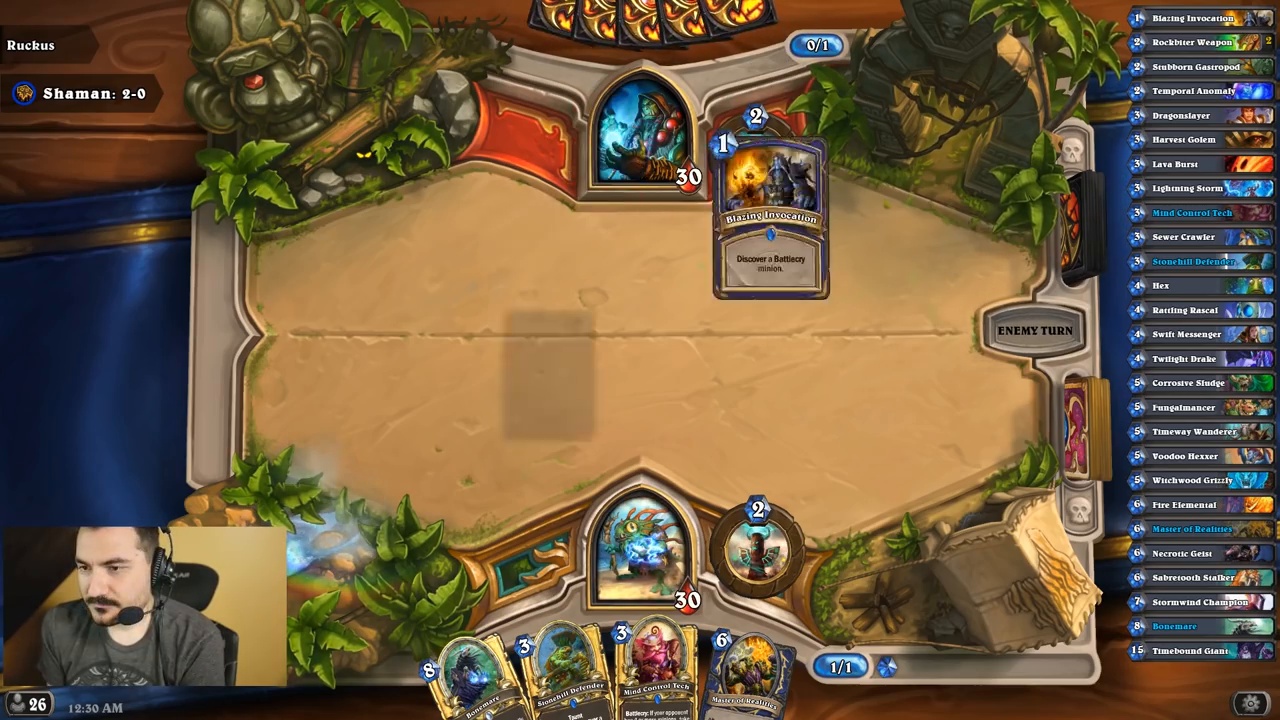 Ruckus
Shaman: 2-0
0/1
30
2
1
Blazing Invocation
Discover a Battlecry
minion.
ENEMY TURN
2
30
8
Bonemare
3
Stonehill Defender
Taunt
3
Mind Control Tech
Battlecry: If your opponent
6
Master of Realities
1/1
26
12:30 AM
1 Blazing Invocation
2 Rockbiter Weapon 2
2 Stubborn Gastropod
2 Temporal Anomaly
3 Dragonslayer
3 Harvest Golem
3 Lava Burst
3 Lightning Storm
3 Mind Control Tech
3 Sewer Crawler
3 Stonehill Defender
4 Hex
4 Rattling Rascal
4 Swift Messenger
4 Twilight Drake
5 Corrosive Sludge
5 Fungalmancer
5 Timeway Wanderer
5 Voodoo Hexxer
5 Witchwood Grizzly
6 Fire Elemental
6 Master of Realities
6 Necrotic Geist
6 Sabretooth Stalker
7 Stormwind Champion
8 Bonemare
15 Timebound Giant